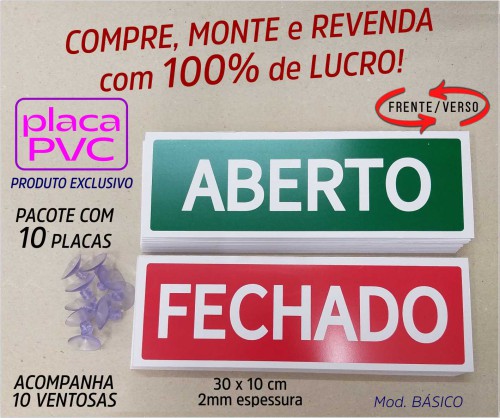 COMPRE, MONTE e REVENDA
com 100% de LUCRO!
FRENTE/VERSO
placa
PVC
PRODUTO EXCLUSIVO
ABERTO
PACOTE COM
10 PLACAS
FECHADO
ACOMPANHA
10 VENTOSAS
30 x 10 cm
2mm espessura
Mod. BÁSICO